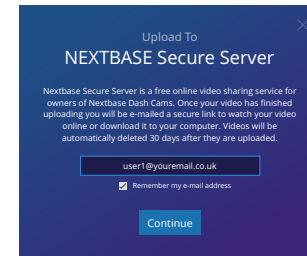 Upload To
NEXTBASE Secure Server
Nextbase Secure Server is a free online video sharing service for
owners of Nextbase Dash Cams. Once your video has finished
uploading you will be e-mailed a secure link to watch your video
online or download it to your computer. Videos will be
automatically deleted 30 days after they are uploaded.
user1@youremail.co.uk
Remember my e-mail address
Continue